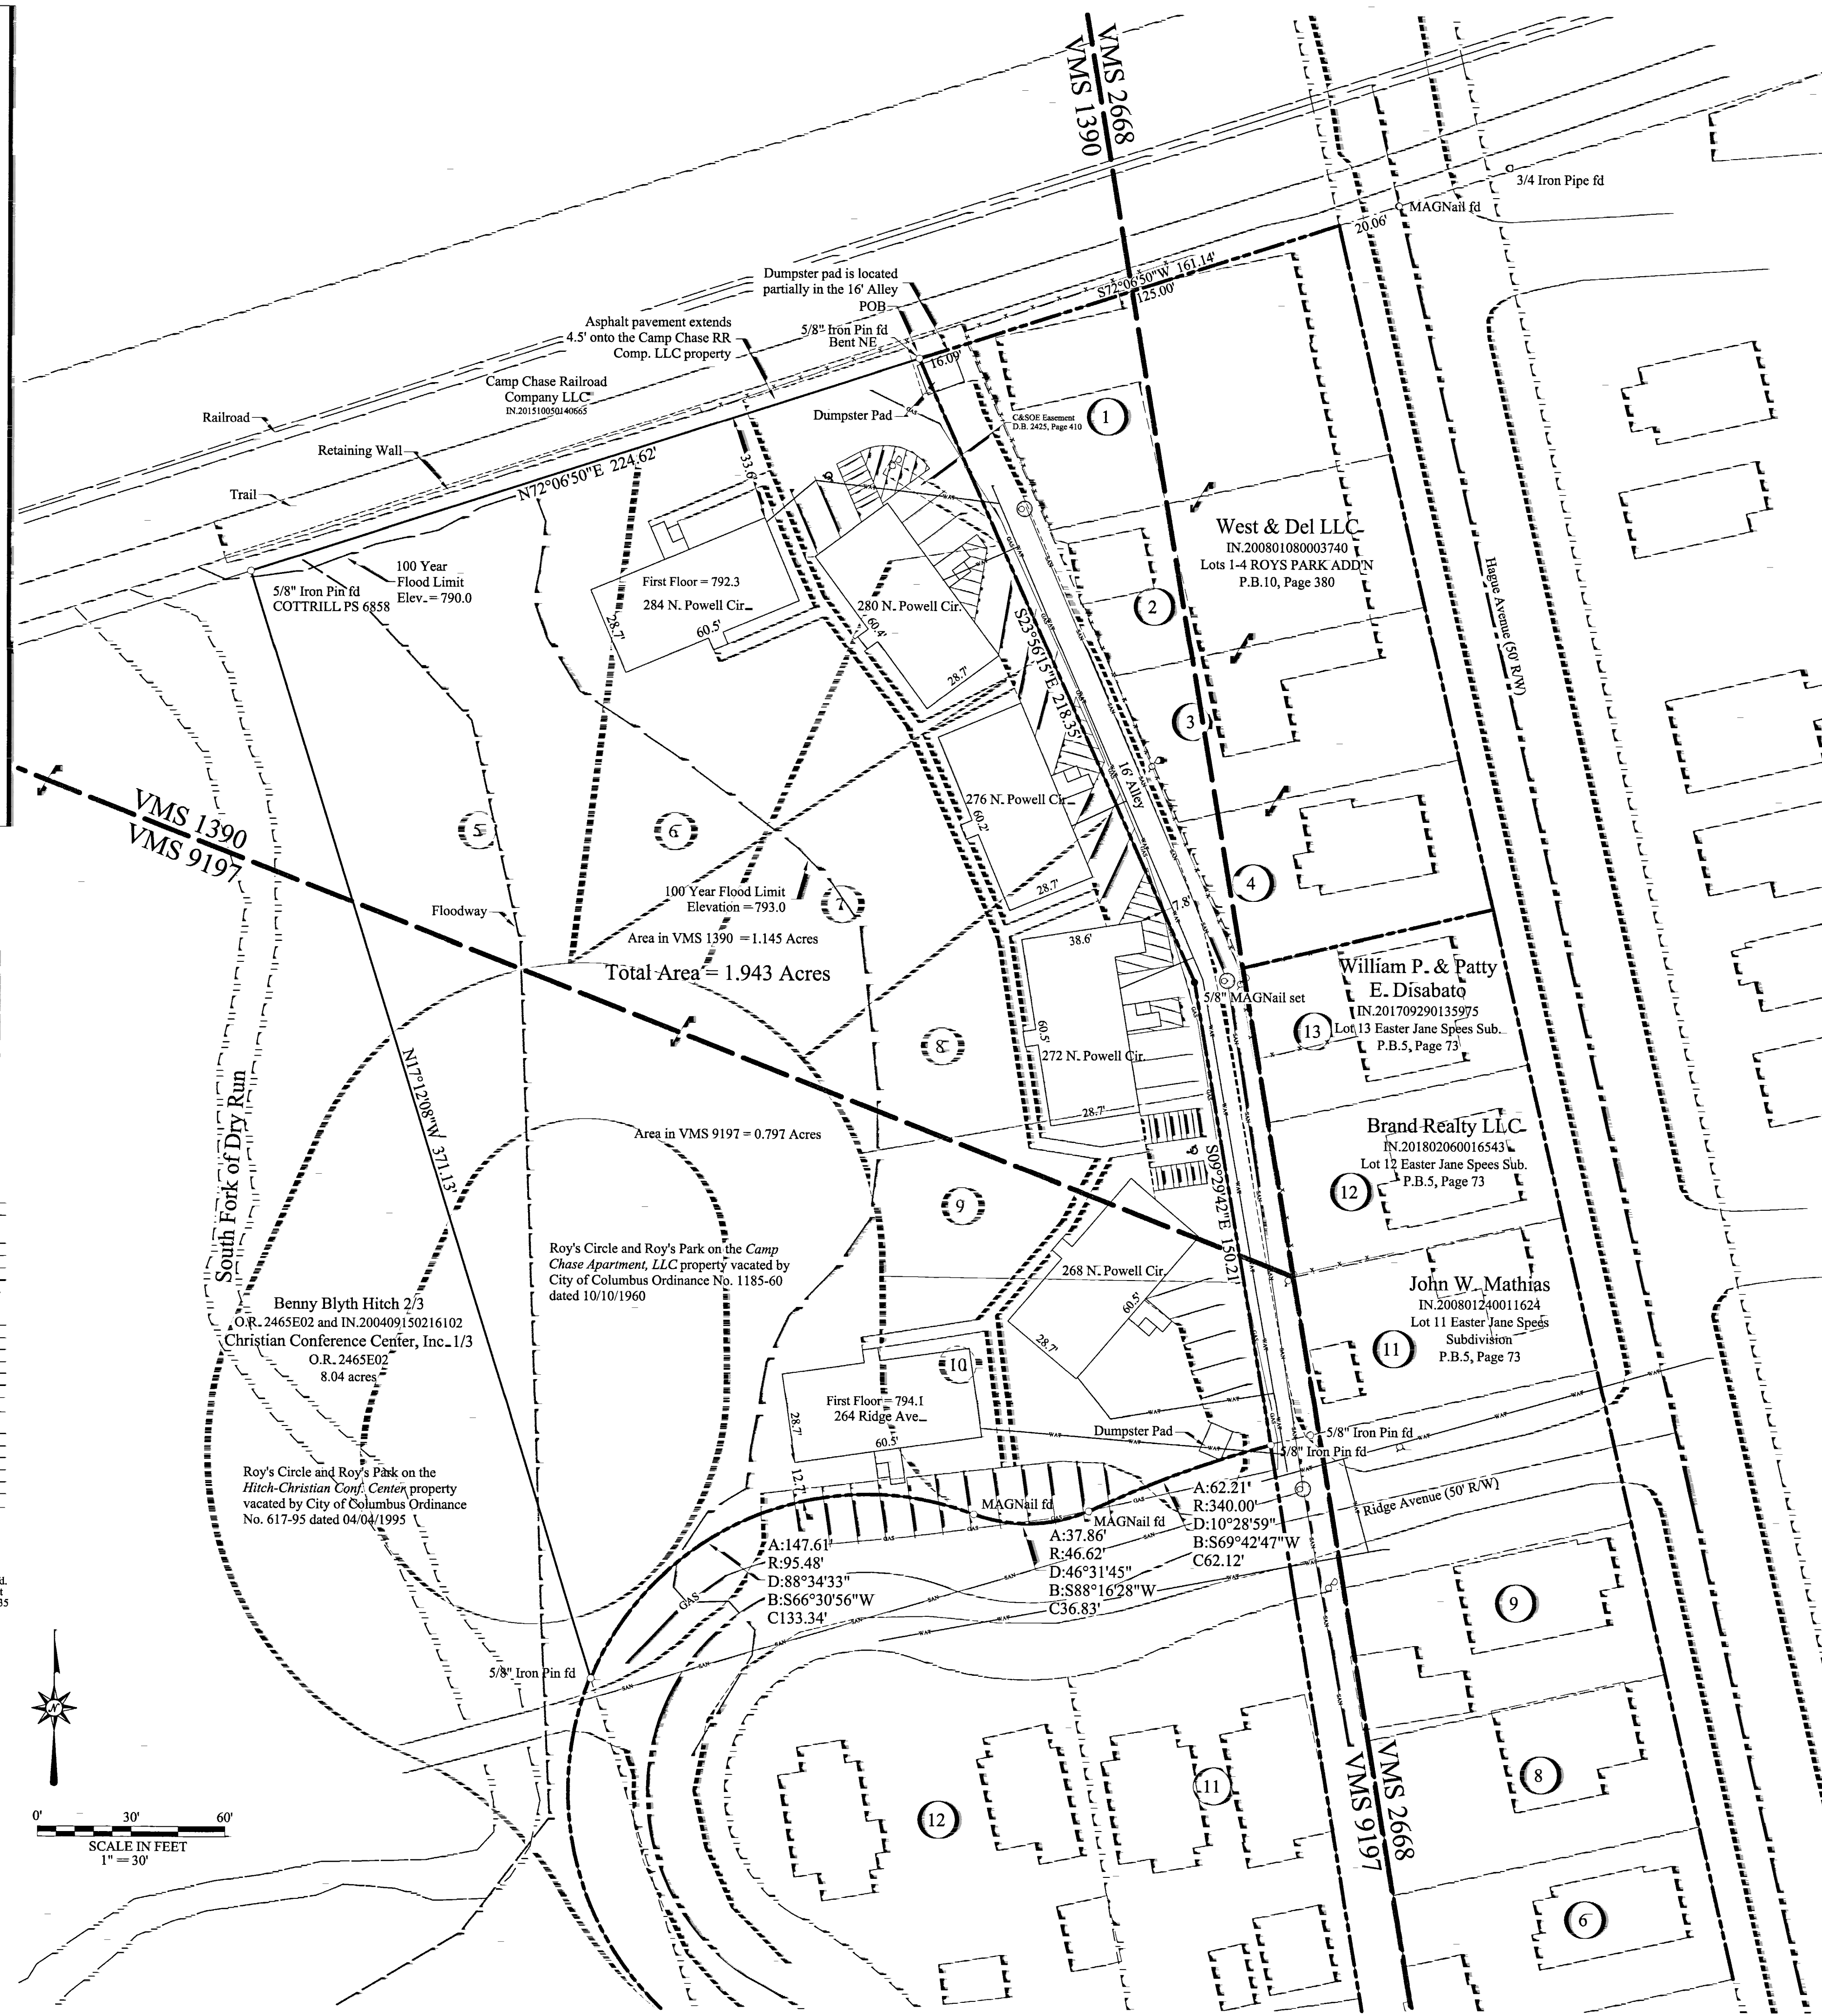 VMS 2668
VMS 1390
3/4 Iron Pipe fd
MAGNail fd
20.06'
S72°06'50"W 161.14'
125.00'
Dumpster pad is located
partially in the 16' Alley
POB
5/8" Iron Pin fd
Bent NE
16.09'
Asphalt pavement extends
4.5' onto the Camp Chase RR
Comp. LLC property
Camp Chase Railroad
Company LLC
IN.201510050140665
Railroad
Retaining Wall
Trail
N72°06'50"E 224.62'
33.6'
Dumpster Pad
GAS
C&SOE Easement
D.B. 2425, Page 410
1
West & Del LLC
IN.200801080003740
Lots 1-4 ROYS PARK ADD'N
P.B.10, Page 380
Hague Avenue (50' R/W)
100 Year
Flood Limit
Elev. = 790.0
5/8" Iron Pin fd
COTTRILL PS 6858
First Floor = 792.3
284 N. Powell Cir.
28.7'
60.5'
280 N. Powell Cir.
60.4'
28.7'
S23°56'15"E 218.35'
2
3
16' Alley
276 N. Powell Cir.
60.2'
28.7'
4
VMS 1390
VMS 9197
5
6
7
100 Year Flood Limit
Elevation = 793.0
Floodway
Area in VMS 1390 = 1.145 Acres
Total Area = 1.943 Acres
7.8'
38.6'
5/8" MAGNail set
William P. & Patty
E. Disabato
IN.201709290135975
Lot 13 Easter Jane Spees Sub.
P.B.5, Page 73
13
8
60.5'
272 N. Powell Cir.
28.7'
N17°12'08"W 371.13'
South Fork of Dry Run
Area in VMS 9197 = 0.797 Acres
S09°29'42"E 150.21'
Brand Realty LLC
IN.201802060016543
Lot 12 Easter Jane Spees Sub.
P.B.5, Page 73
12
9
268 N. Powell Cir.
60.5'
28.7'
Roy's Circle and Roy's Park on the Camp
Chase Apartment, LLC property vacated by
City of Columbus Ordinance No. 1185-60
dated 10/10/1960
John W. Mathias
IN.200801240011624
Lot 11 Easter Jane Spees
Subdivision
P.B.5, Page 73
11
Benny Blyth Hitch 2/3
O.R. 2465E02 and IN.200409150216102
Christian Conference Center, Inc. 1/3
O.R. 2465E02
8.04 acres
10
First Floor = 794.1
264 Ridge Ave.
28.7'
60.5'
12.7'
Dumpster Pad
WAT
5/8" Iron Pin fd
5/8" Iron Pin fd
Roy's Circle and Roy's Park on the
Hitch-Christian Conf. Center property
vacated by City of Columbus Ordinance
No. 617-95 dated 04/04/1995
MAGNail fd
MAGNail fd
Ridge Avenue (50' R/W)
A:62.21'
R:340.00'
D:10°28'59"
B:S69°42'47"W
C62.12'
A:37.86'
R:46.62'
D:46°31'45"
B:S88°16'28"W
C36.83'
A:147.61'
R:95.48'
D:88°34'33"
B:S66°30'56"W
C133.34'
GAS
SAN
5/8" Iron Pin fd
9
8
11
12
6
VMS 2668
VMS 9197
N
0' 30' 60'
SCALE IN FEET
1" = 30'